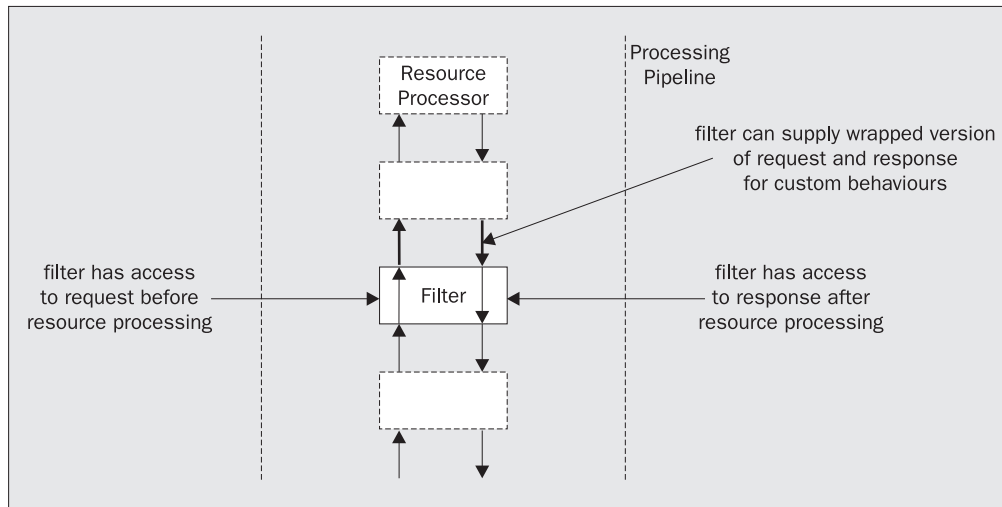 Processing
Pipeline
Resource
Processor
filter can supply wrapped version
of request and response
for custom behaviours
filter has access
to request before
resource processing
Filter
filter has access
to response after
resource processing